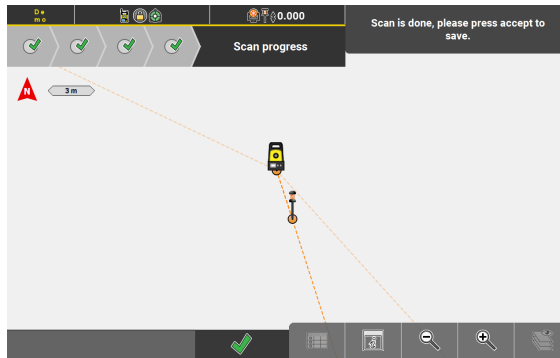 De
mo
0.000
Scan is done, please press accept to
save.
Scan progress
N
3 m